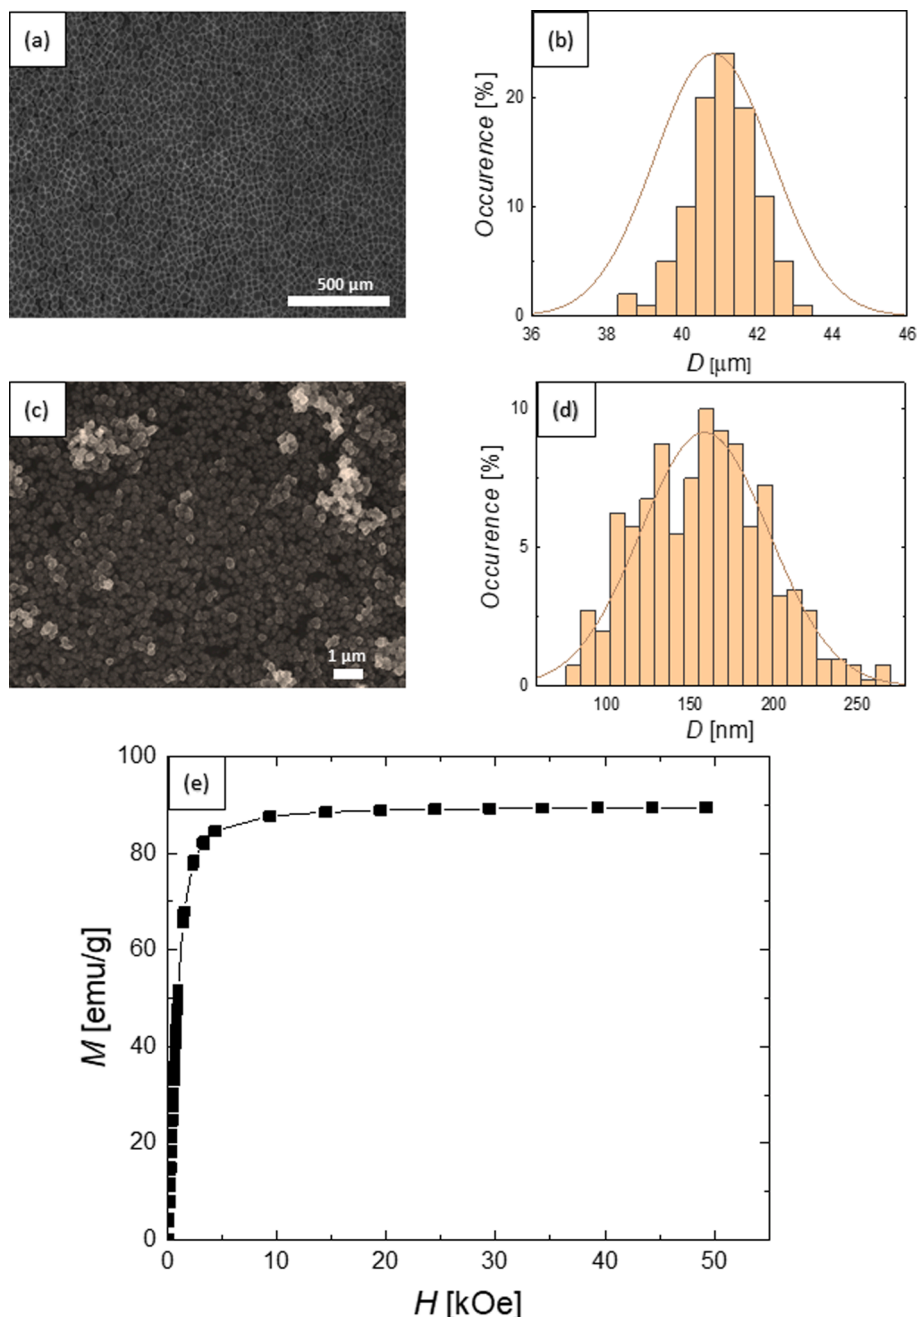 (a)
500 µm
(b)
Occurence [%]
20
10
0
36 38 40 42 44 46
D [µm]
(c)
1 µm
(d)
Occurence [%]
10
5
0
100 150 200 250
D [nm]
(e)
M [emu/g]
100
80
60
40
20
0
0 10 20 30 40 50
H [kOe]